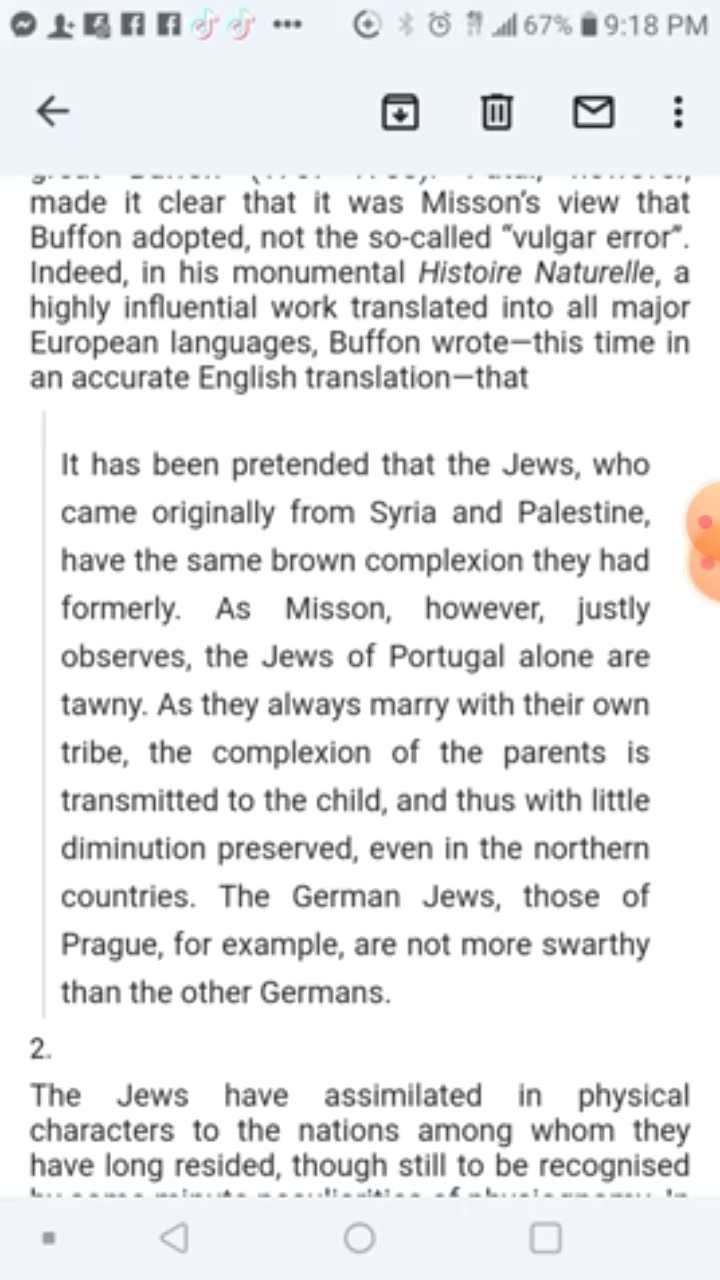 67% 9:18 PM
made it clear that it was Misson's view that
Buffon adopted, not the so-called “vulgar error”.
Indeed, in his monumental Histoire Naturelle, a
highly influential work translated into all major
European languages, Buffon wrote—this time in
an accurate English translation—that
It has been pretended that the Jews, who
came originally from Syria and Palestine,
have the same brown complexion they had
formerly. As Misson, however, justly
observes, the Jews of Portugal alone are
tawny. As they always marry with their own
tribe, the complexion of the parents is
transmitted to the child, and thus with little
diminution preserved, even in the northern
countries. The German Jews, those of
Prague, for example, are not more swarthy
than the other Germans.
2.
The Jews have assimilated in physical
characters to the nations among whom they
have long resided, though still to be recognised